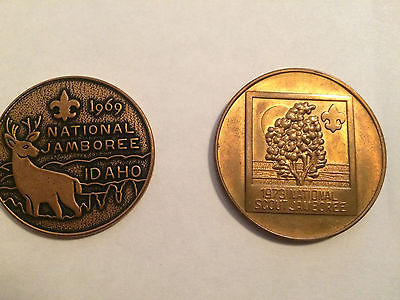 1969
NATIONAL
JAMBOREE
IDAHO
1973 NATIONAL
SCOUT JAMBOREE